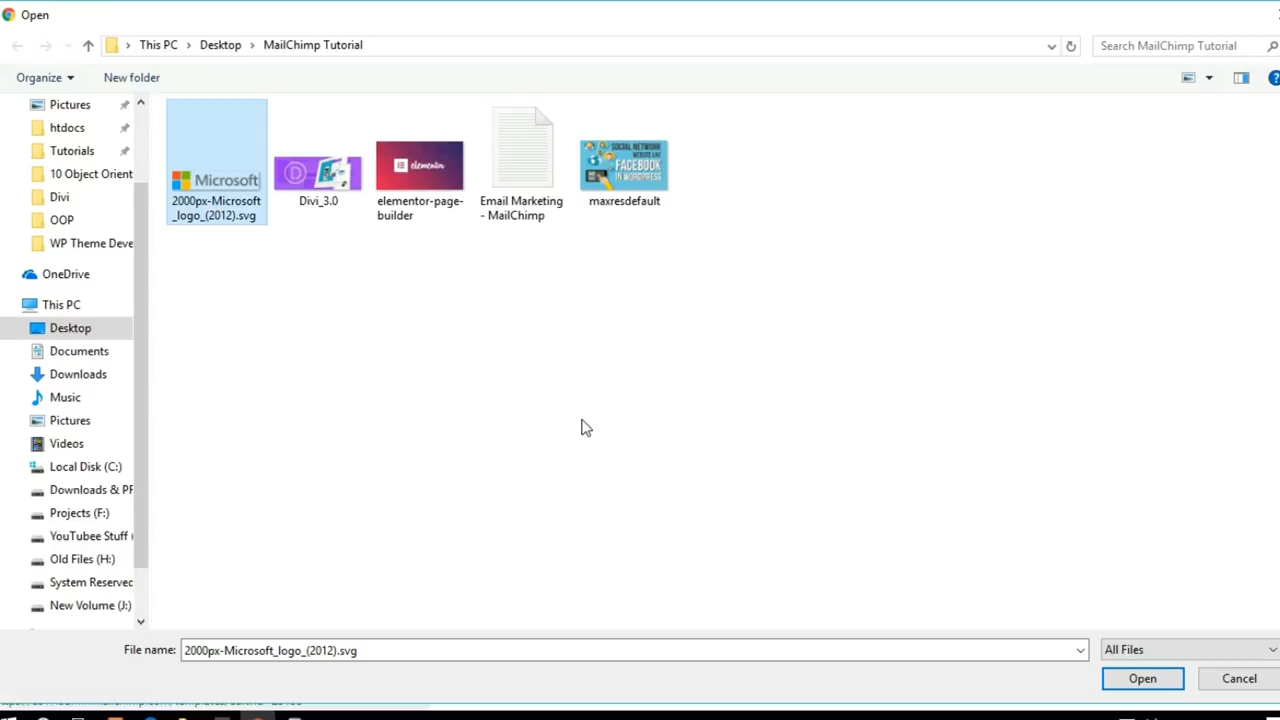 Open
This PC > Desktop > MailChimp Tutorial
Search MailChimp Tutorial
Organize
New folder
Pictures
htdocs
Tutorials
10 Object Orient
Divi
OOP
WP Theme Deve
OneDrive
This PC
Desktop
Documents
Downloads
Music
Pictures
Videos
Local Disk (C:)
Downloads & PF
Projects (F:)
YouTubee Stuff (
Old Files (H:)
System Reserved
New Volume (J:)
Microsoft
2000px-Microsoft
_logo_(2012).svg
D
Divi_3.0
elementor
elementor-page-
builder
Email Marketing
- MailChimp
SOCIAL NETWORK
WEBSITE LIKE
FACEBOOK
IN WORDPRESS
maxresdefault
File name:
2000px-Microsoft_logo_(2012).svg
All Files
Open
Cancel